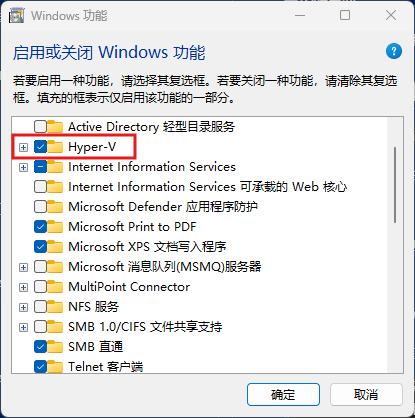 Windows 功能
启用或关闭 Windows 功能
若要启用一种功能，请选择其复选框。若要关闭一种功能，请清除其复选
框。填充的框表示仅启用该功能的一部分。
Active Directory 轻型目录服务
Hyper-V
Internet Information Services
Internet Information Services 可承载的 Web 核心
Microsoft Defender 应用程序防护
Microsoft Print to PDF
Microsoft XPS 文档写入程序
Microsoft 消息队列(MSMQ)服务器
MultiPoint Connector
NFS 服务
SMB 1.0/CIFS 文件共享支持
SMB 直通
Telnet 客户端
确定
取消